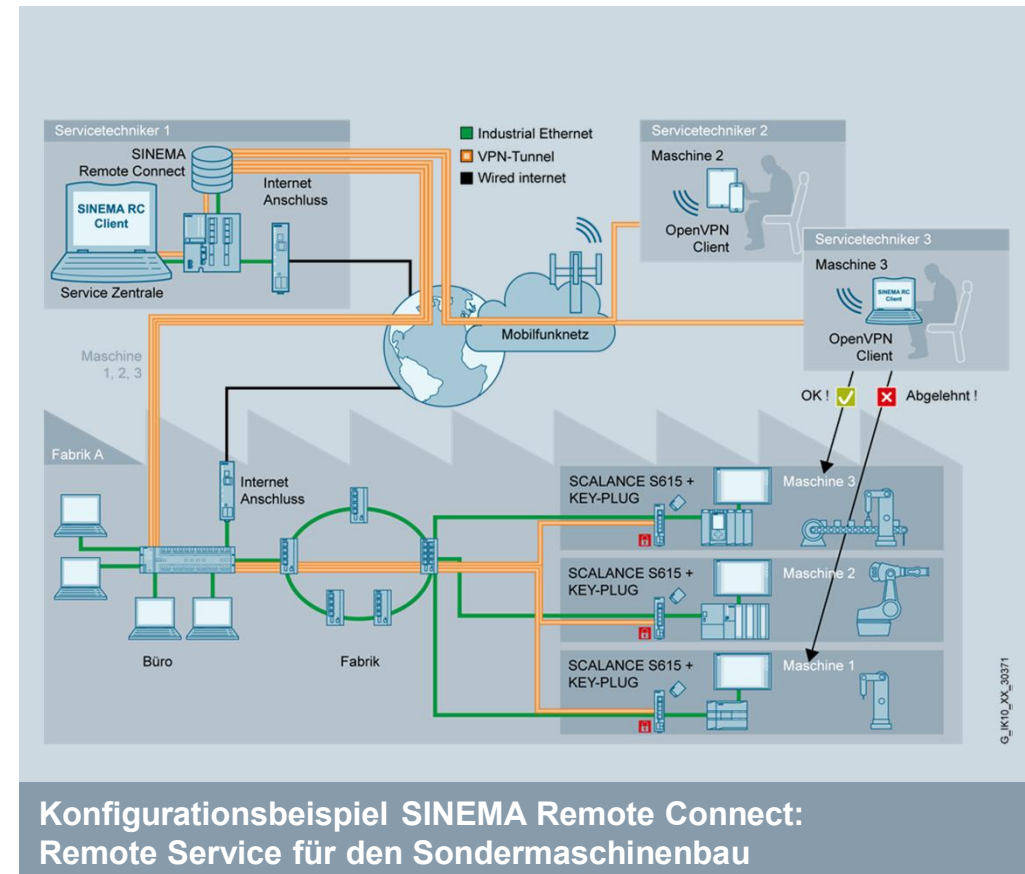 Servicetechniker 1
SINEMA
Remote Connect
Internet
Anschluss
SINEMA RC
Client
Service Zentrale
Industrial Ethernet
VPN-Tunnel
Wired internet
Servicetechniker 2
Maschine 2
OpenVPN
Client
Servicetechniker 3
Maschine 3
SINEMA RC
Client
OpenVPN
Client
Mobilfunknetz
OK !
Abgelehnt !
Maschine
1, 2, 3
Fabrik A
Internet
Anschluss
Büro
Fabrik
SCALANCE S615 +
KEY-PLUG
Maschine 3
SCALANCE S615 +
KEY-PLUG
Maschine 2
SCALANCE S615 +
KEY-PLUG
Maschine 1
G_IK10_XX_30371
Konfigurationsbeispiel SINEMA Remote Connect:
Remote Service für den Sondermaschinenbau